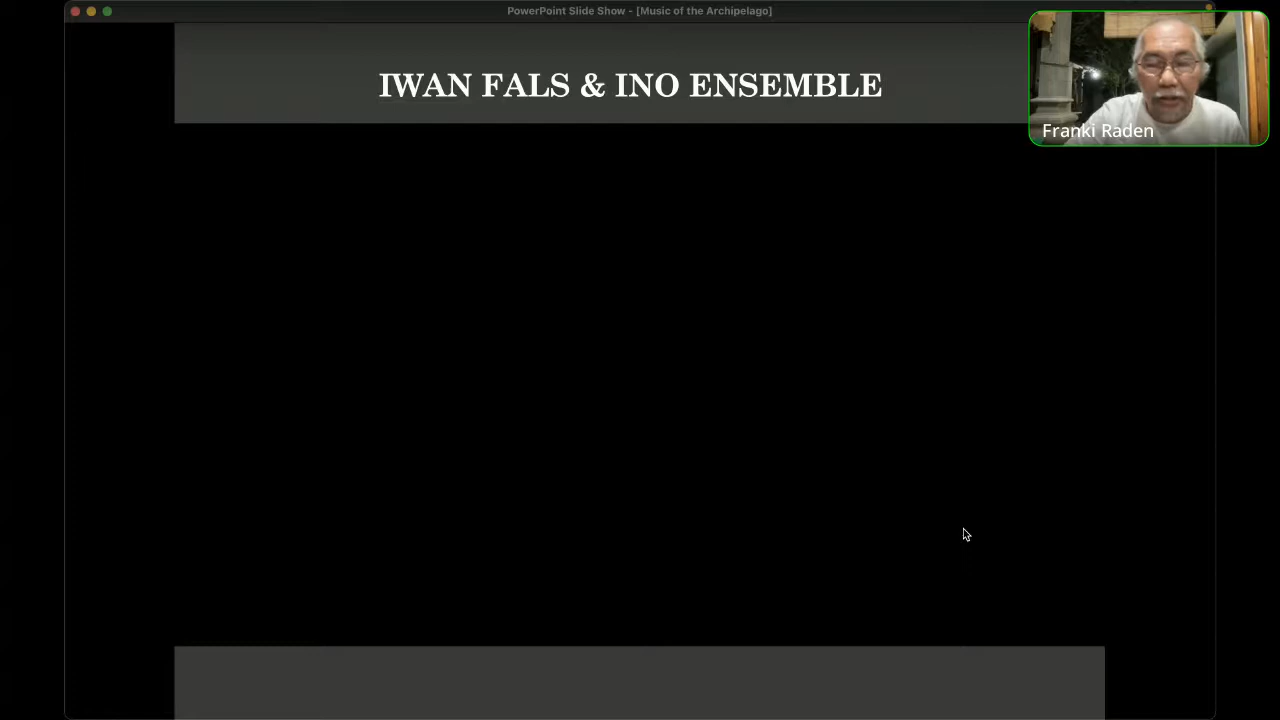 PowerPoint Slide Show - [Music of the Archipelago]
IWAN FALS & INO ENSEMBLE
Franki Raden